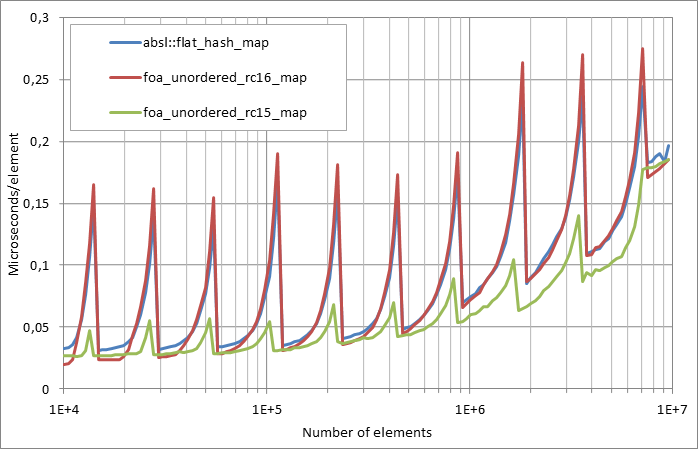 0,3
absl::flat_hash_map
0,25
foa_unordered_rc16_map
foa_unordered_rc15_map
0,2
Microseconds/element
0,15
0,1
0,05
0
1E+4
1E+5
1E+6
1E+7
Number of elements